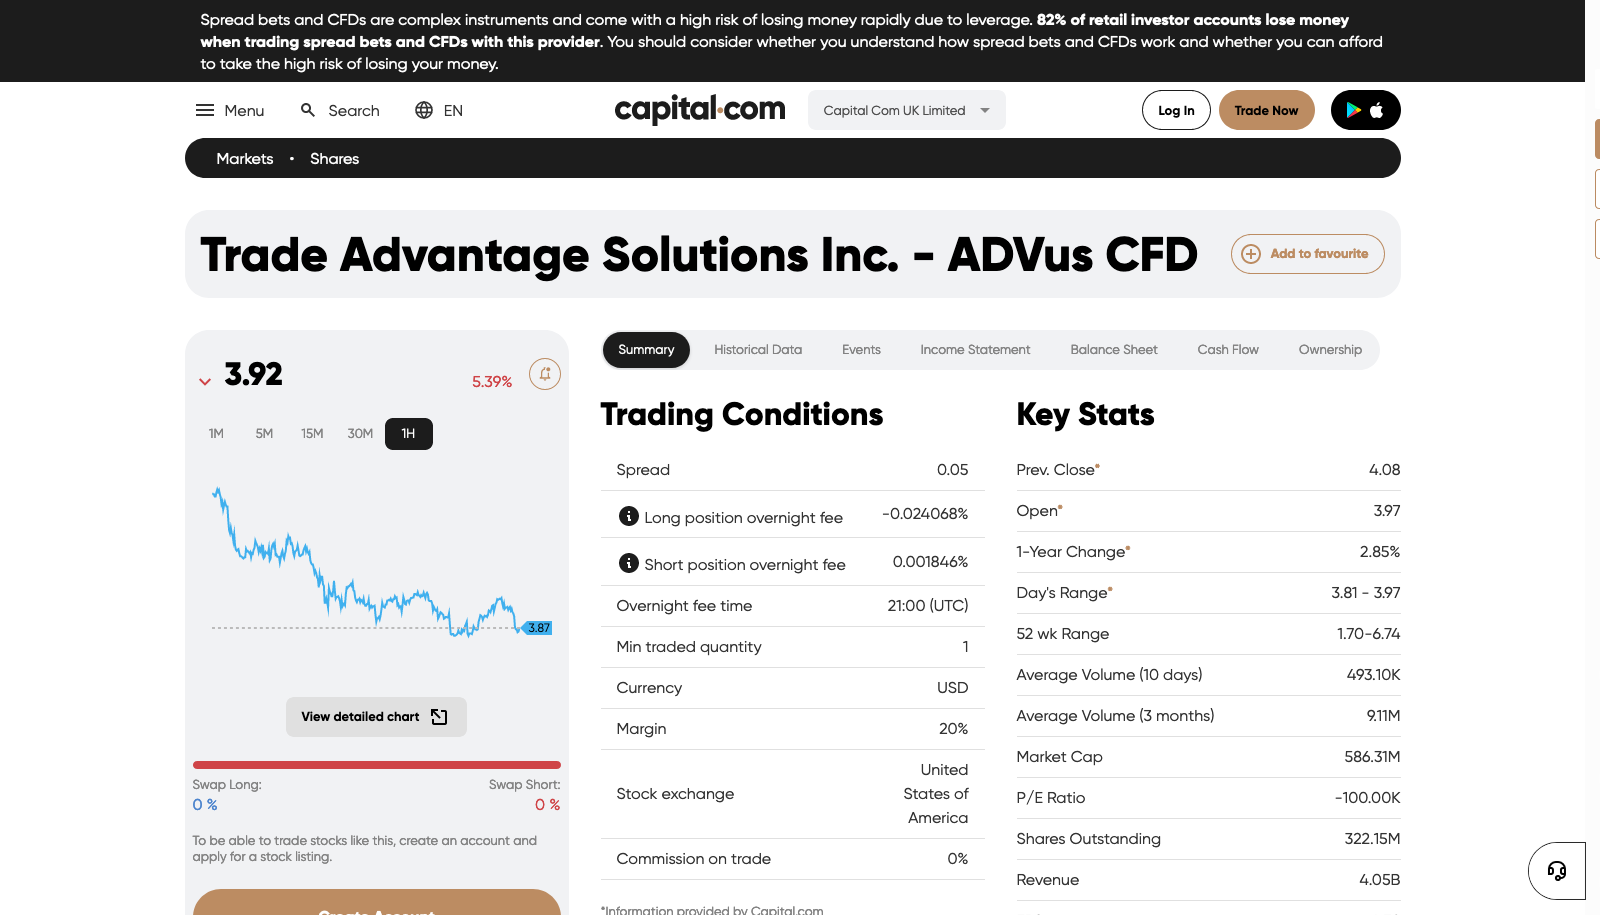 Spread bets and CFDs are complex instruments and come with a high risk of losing money rapidly due to leverage. 82% of retail investor accounts lose money
when trading spread bets and CFDs with this provider. You should consider whether you understand how spread bets and CFDs work and whether you can afford
to take the high risk of losing your money.
Menu Search EN capital.com Capital Com UK Limited Log In Trade Now
Markets • Shares
Trade Advantage Solutions Inc. - ADVus CFD Add to favourite
3.92 5.39%
1M 5M 15M 30M 1H
3.87
View detailed chart
Swap Long: Swap Short:
0 % 0 %
To be able to trade stocks like this, create an account and
apply for a stock listing.
Create Account
Summary Historical Data Events Income Statement Balance Sheet Cash Flow Ownership
Trading Conditions
Spread 0.05
Long position overnight fee -0.024068%
Short position overnight fee 0.001846%
Overnight fee time 21:00 (UTC)
Min traded quantity 1
Currency USD
Margin 20%
Stock exchange United
States of
America
Commission on trade 0%
*Information provided by Capital.com
Key Stats
Prev. Close* 4.08
Open* 3.97
1-Year Change* 2.85%
Day's Range* 3.81 - 3.97
52 wk Range 1.70-6.74
Average Volume (10 days) 493.10K
Average Volume (3 months) 9.11M
Market Cap 586.31M
P/E Ratio -100.00K
Shares Outstanding 322.15M
Revenue 4.05B